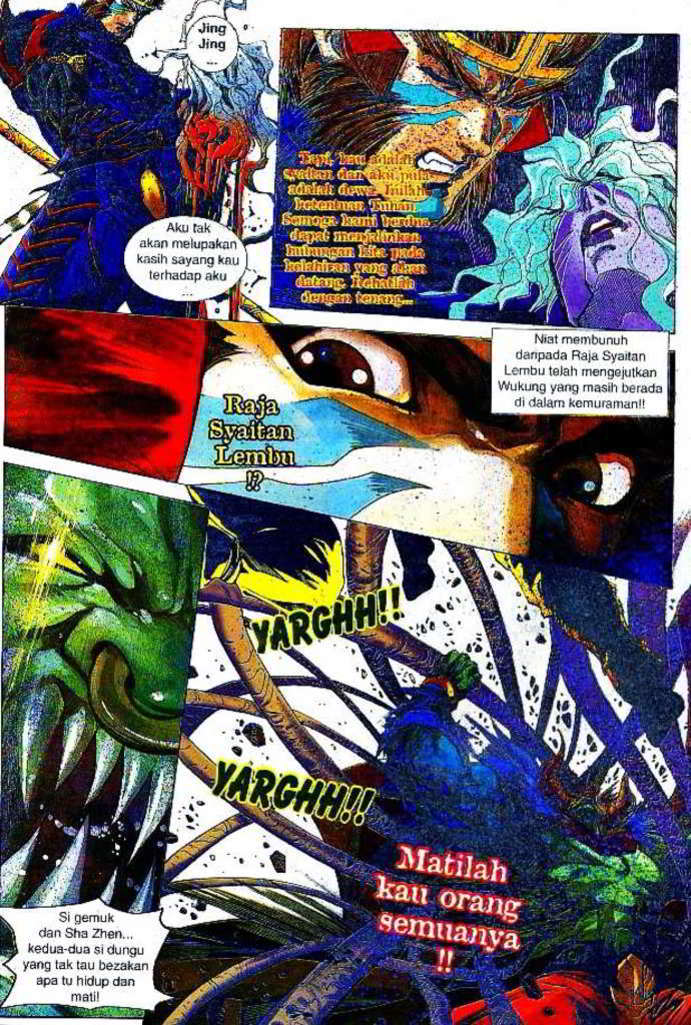 Jing
Jing
...
Aku tak
akan melupakan
kasih sayang kau
terhadap aku
...
Tapi, kau adalah
syaitan dan aku pula
adalah dewa. Inilah
ketentuan Tuhan.
Semoga kami berdua
dapat menjalinkan
hubungan kita pada
kelahiran yang akan
datang. Rehatlah
dengan tenang...
Niat membunuh
daripada Raja Syaitan
Lembu telah mengejutkan
Wukung yang masih berada
di dalam kemuraman!!
Raja
Syaitan
Lembu
!?
YARGHH!!
YARGHH!!
Matilah
kau orang
semuanya
!!
Si gemuk
dan Sha Zhen...
kedua-dua si dungu
yang tak tau bezakan
apa tu hidup dan
mati!